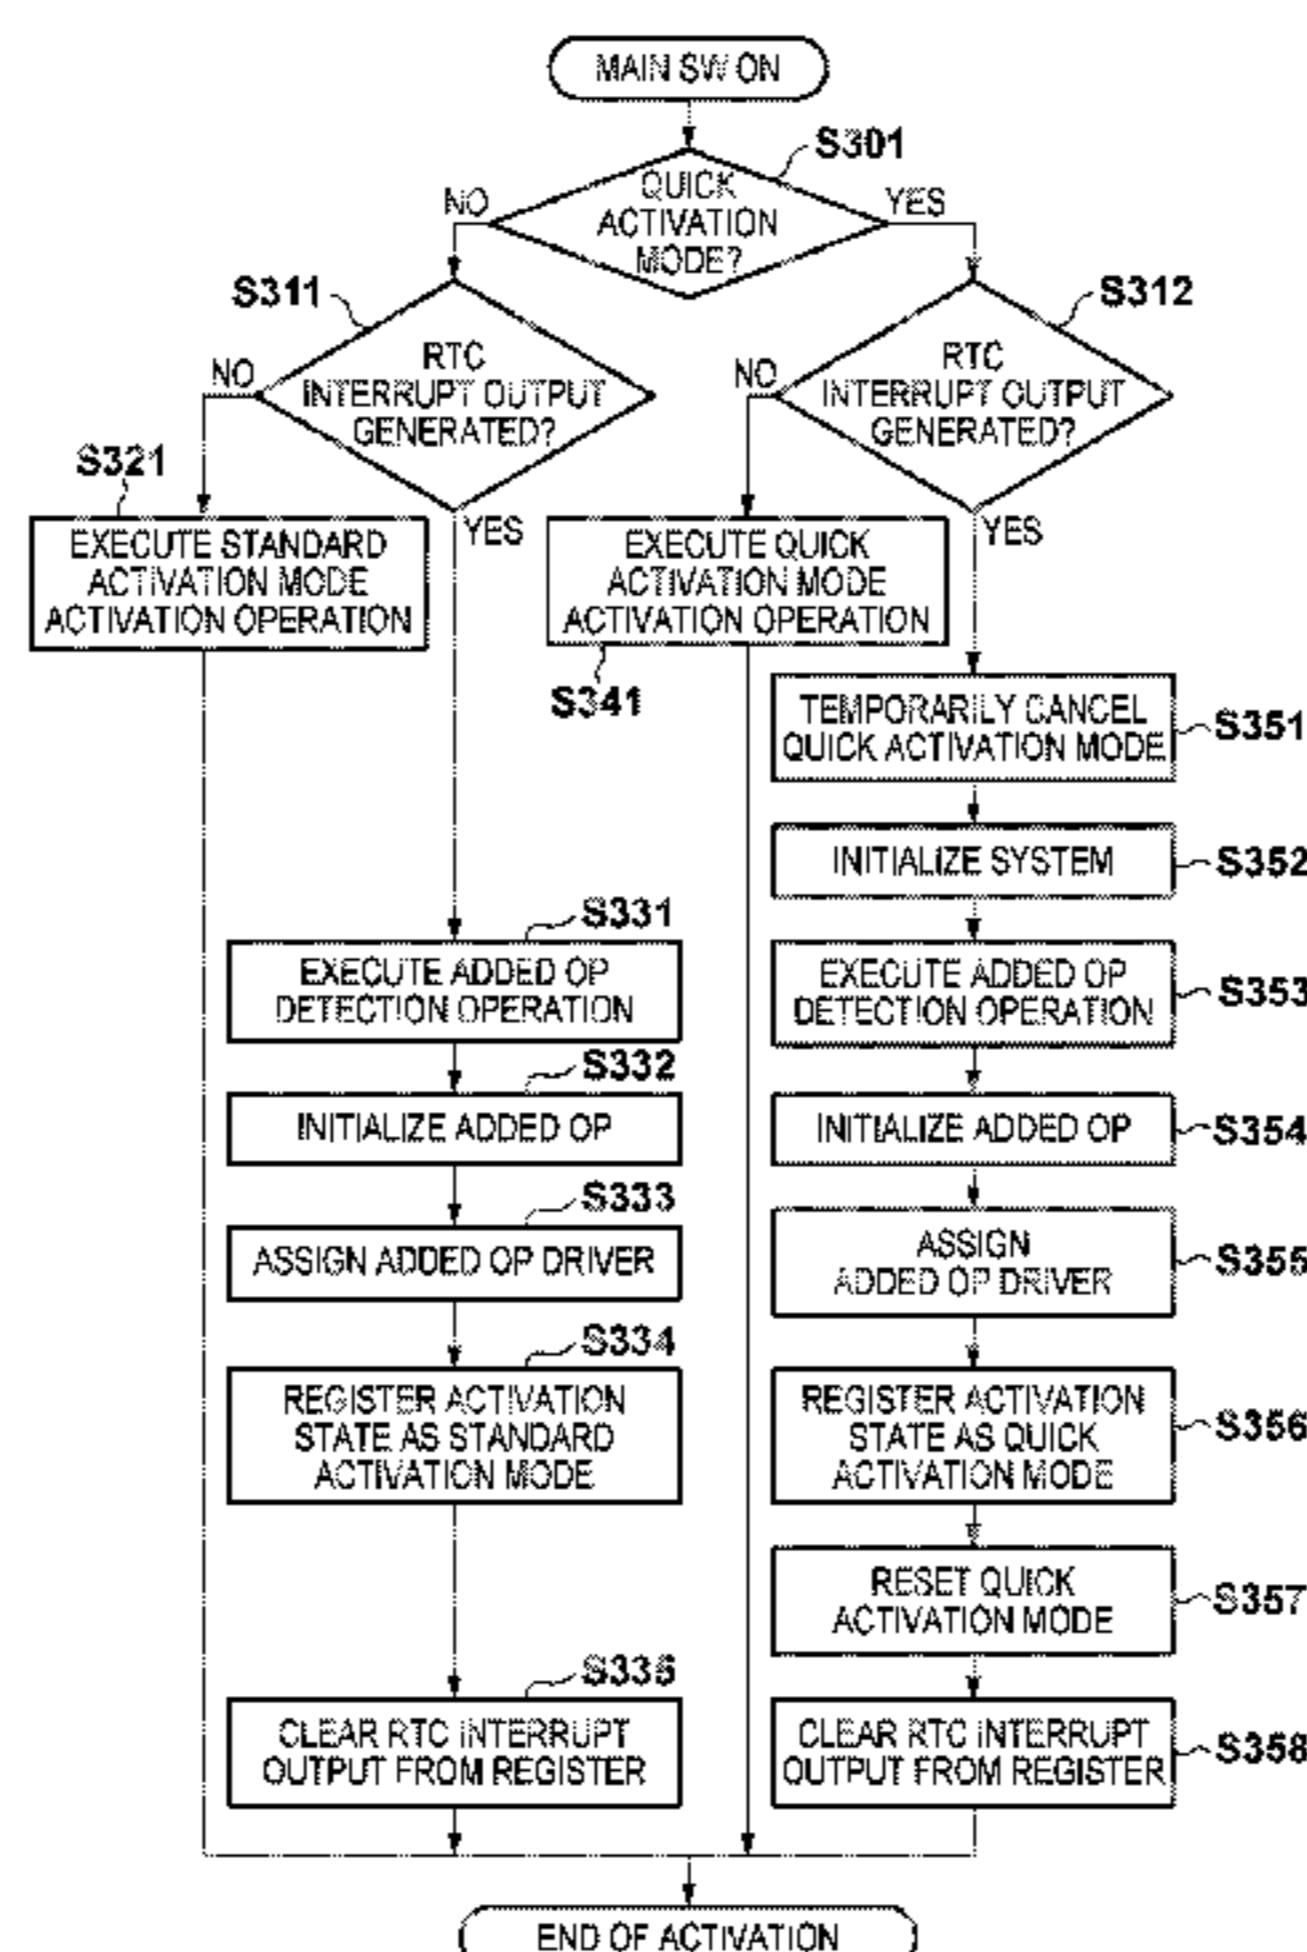 MAIN SW ON
S301
QUICK
ACTIVATION
MODE?
NO
YES
S311
RTC
INTERRUPT OUTPUT
GENERATED?
NO
YES
S312
RTC
INTERRUPT OUTPUT
GENERATED?
NO
YES
S321
EXECUTE STANDARD
ACTIVATION MODE
ACTIVATION OPERATION
EXECUTE QUICK
ACTIVATION MODE
ACTIVATION OPERATION
S341
TEMPORARILY CANCEL
QUICK ACTIVATION MODE
S351
INITIALIZE SYSTEM
S352
S331
EXECUTE ADDED OP
DETECTION OPERATION
EXECUTE ADDED OP
DETECTION OPERATION
S353
S332
INITIALIZE ADDED OP
INITIALIZE ADDED OP
S354
S333
ASSIGN ADDED OP DRIVER
ASSIGN
ADDED OP DRIVER
S355
S334
REGISTER ACTIVATION
STATE AS STANDARD
ACTIVATION MODE
REGISTER ACTIVATION
STATE AS QUICK
ACTIVATION MODE
S356
RESET QUICK
ACTIVATION MODE
S357
S335
CLEAR RTC INTERRUPT
OUTPUT FROM REGISTER
CLEAR RTC INTERRUPT
OUTPUT FROM REGISTER
S358
END OF ACTIVATION